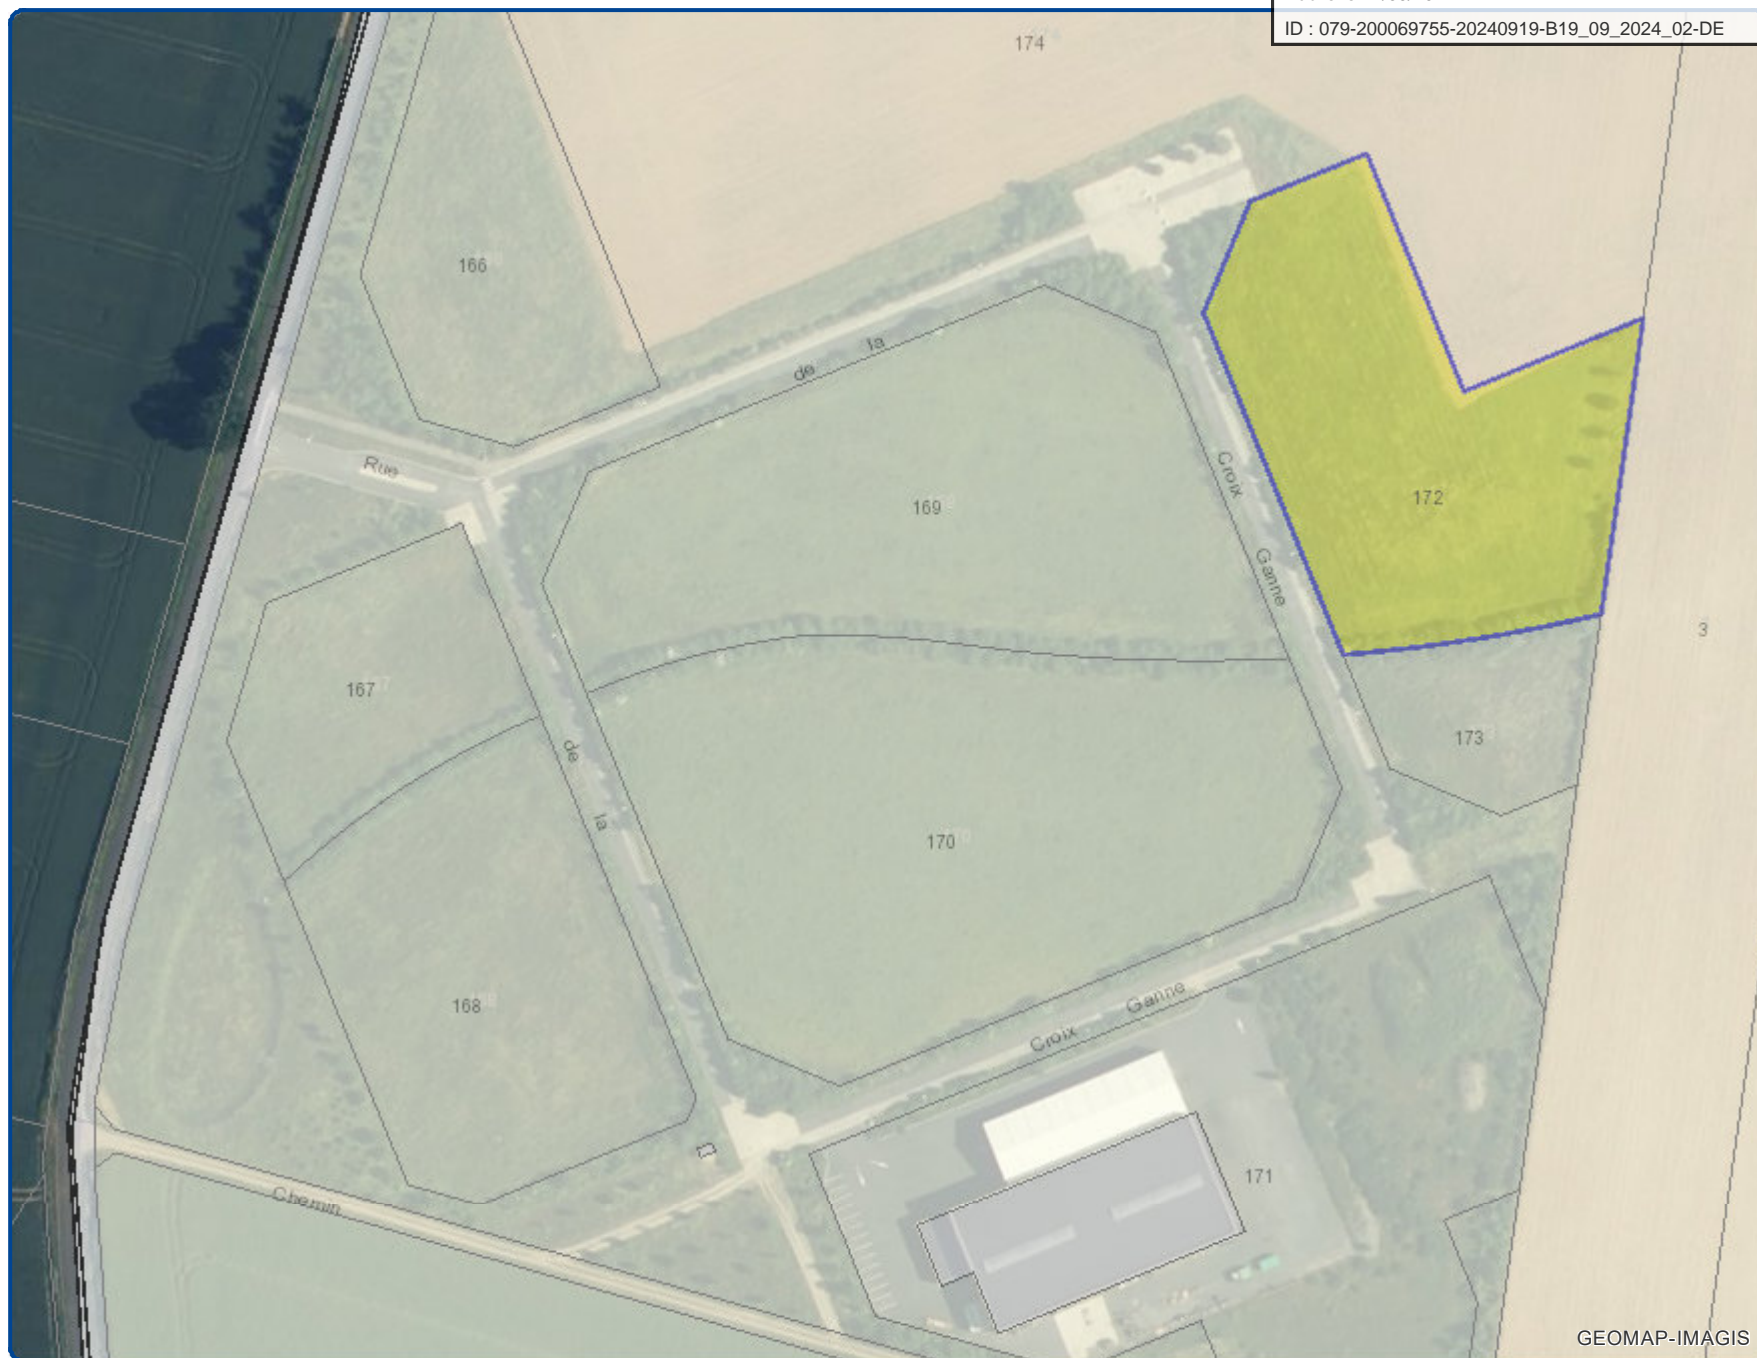 ID : 079-200069755-20240919-B19_09_2024_02-DE
174
166
de la
Rue
Croix
169
172
Ganne
3
167
173
de
la
170
168
Croix Ganne
171
Chemin
GEOMAP-IMAGIS